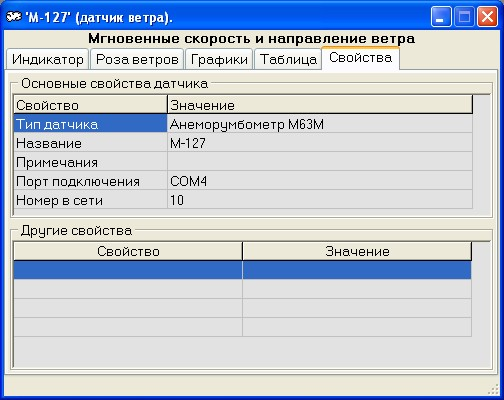 'М-127' (датчик ветра).
Мгновенные скорость и направление ветра
Индикатор Роза ветров Графики Таблица Свойства
Основные свойства датчика
Свойство Значение
Тип датчика Анеморумбометр М63М
Название М-127
Примечания
Порт подключения COM4
Номер в сети 10
Другие свойства
Свойство Значение